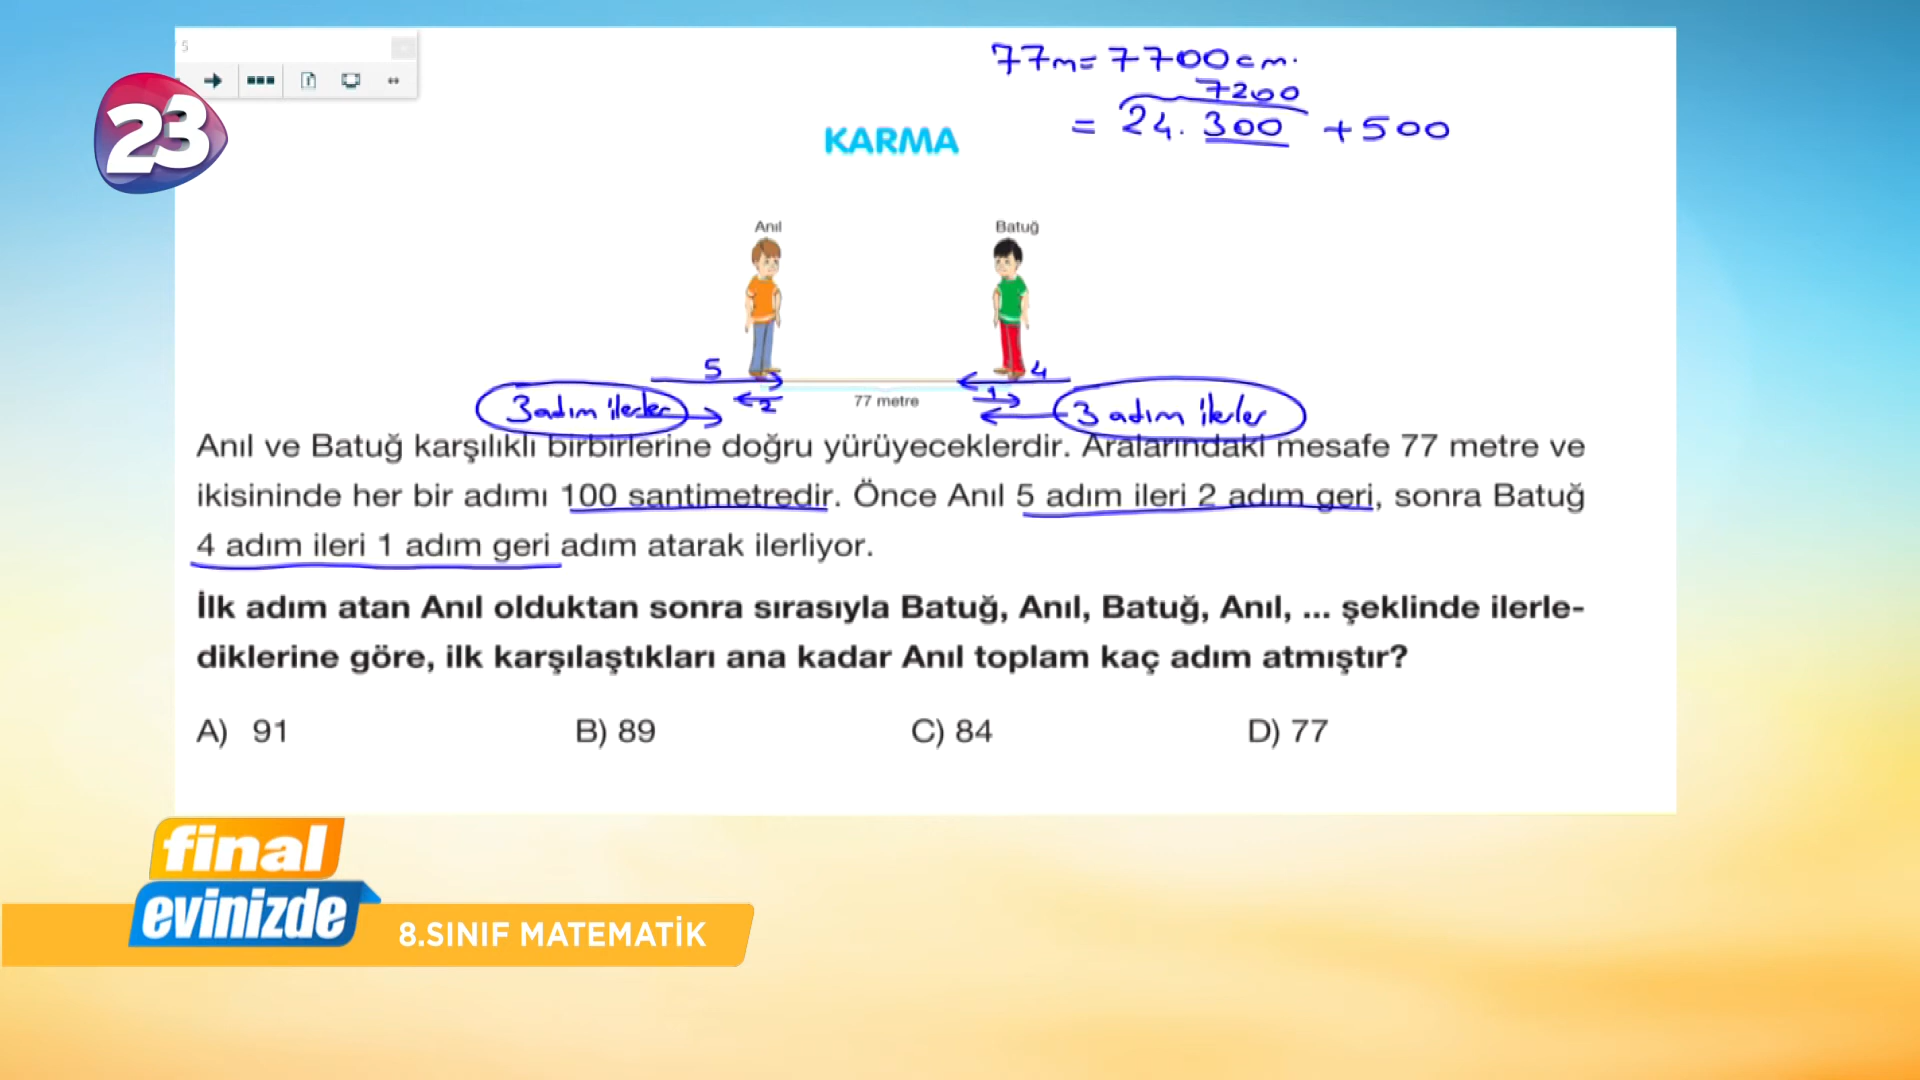 5
77m = 7700cm.
7200
= 24. 300 + 500
23
KARMA
Anıl
Batuğ
5
4
2
1
3 adım ilerler
77 metre
3 adım ilerler
Anıl ve Batuğ karşılıklı birbirlerine doğru yürüyeceklerdir. Aralarındaki mesafe 77 metre ve
ikisininde her bir adımı 100 santimetredir. Önce Anıl 5 adım ileri 2 adım geri, sonra Batuğ
4 adım ileri 1 adım geri adım atarak ilerliyor.
İlk adım atan Anıl olduktan sonra sırasıyla Batuğ, Anıl, Batuğ, Anıl, ... şeklinde ilerle-
diklerine göre, ilk karşılaştıkları ana kadar Anıl toplam kaç adım atmıştır?
A) 91 B) 89 C) 84 D) 77
final
evinizde
8.SINIF MATEMATİK